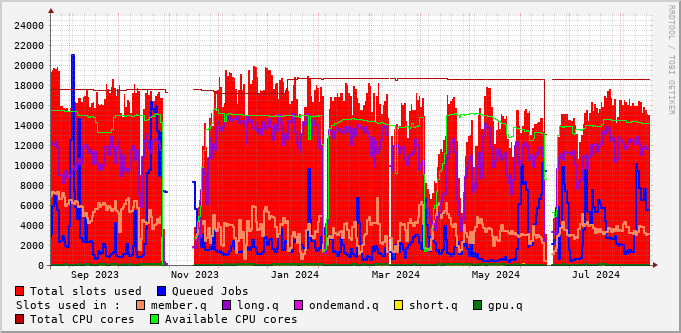 24000
22000
20000
18000
16000
14000
12000
10000
8000
6000
4000
2000
0
Sep 2023 Nov 2023 Jan 2024 Mar 2024 May 2024 Jul 2024
Total slots used Queued Jobs
Slots used in : member.q long.q ondemand.q short.q gpu.q
Total CPU cores Available CPU cores
RRDTOOL / TOBI OETIKER